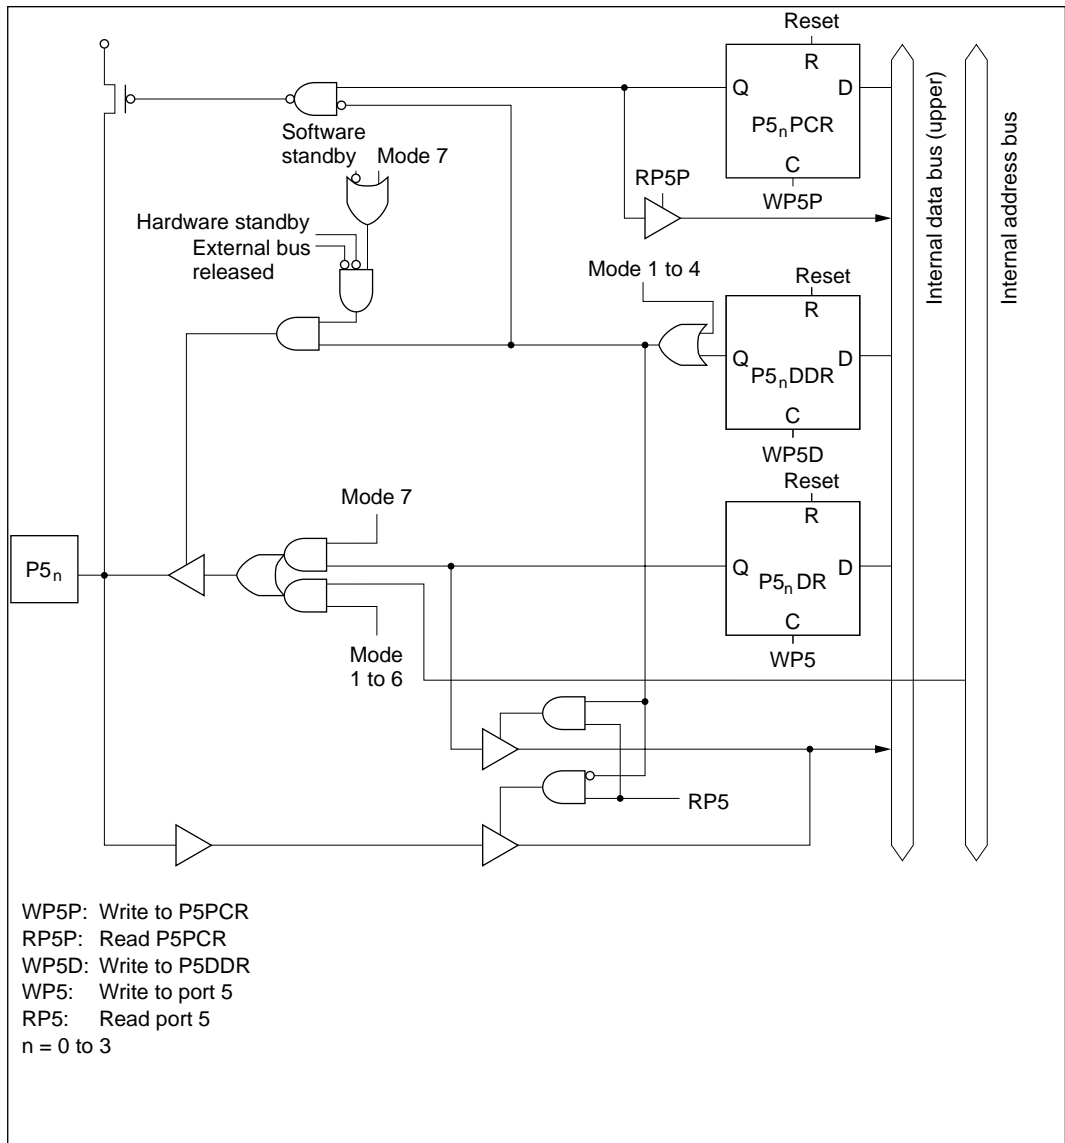 Reset
R
Q
D
P5nPCR
C
WP5P
Software
standby
Mode 7
RP5P
Hardware standby
External bus
released
Mode 1 to 4
Reset
R
Q
D
P5nDDR
C
WP5D
Internal data bus (upper)
Internal address bus
Mode 7
Reset
R
Q
D
P5nDR
C
WP5
P5n
Mode
1 to 6
RP5
WP5P: Write to P5PCR
RP5P: Read P5PCR
WP5D: Write to P5DDR
WP5: Write to port 5
RP5: Read port 5
n = 0 to 3